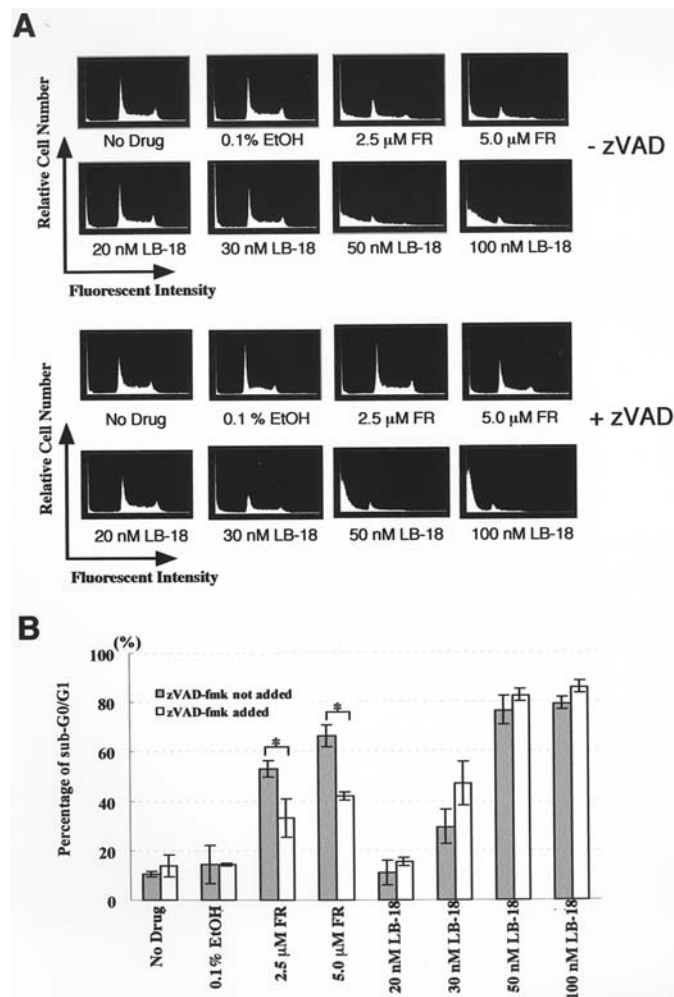 A
No Drug 0.1% EtOH 2.5 μM FR 5.0 μM FR
- zVAD
Relative Cell Number
20 nM LB-18 30 nM LB-18 50 nM LB-18 100 nM LB-18
Fluorescent Intensity
No Drug 0.1 % EtOH 2.5 μM FR 5.0 μM FR
+ zVAD
Relative Cell Number
20 nM LB-18 30 nM LB-18 50 nM LB-18 100 nM LB-18
Fluorescent Intensity
B
(%)
100
80
60
40
20
0
Percentage of sub-G0/G1
zVAD-fmk not added
zVAD-fmk added
*
*
No Drug
0.1% EtOH
2.5 μM FR
5.0 μM FR
20 nM LB-18
30 nM LB-18
50 nM LB-18
100 nM LB-18